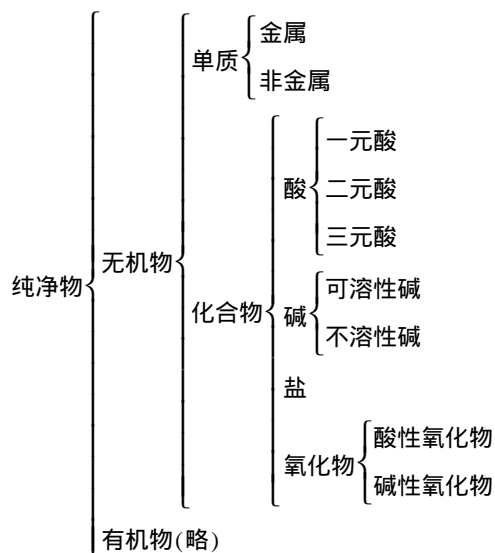 纯净物
无机物
单质
金属
非金属
化合物
酸
一元酸
二元酸
三元酸
碱
可溶性碱
不溶性碱
盐
氧化物
酸性氧化物
碱性氧化物
有机物(略)